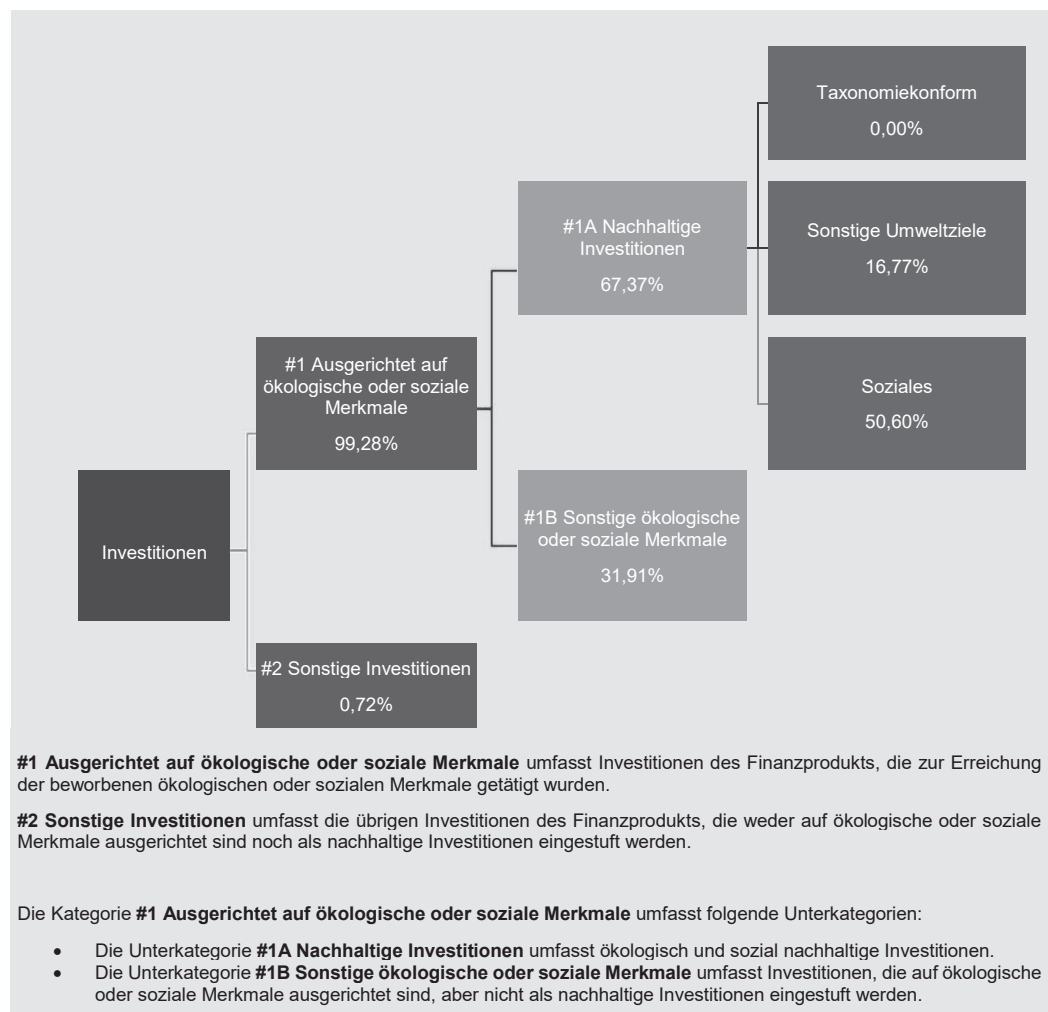 Taxonomiekonform
0,00%
#1A Nachhaltige
Investitionen
67,37%
Sonstige Umweltziele
16,77%
#1 Ausgerichtet auf
ökologische oder soziale
Merkmale
99,28%
Soziales
50,60%
Investitionen
#1B Sonstige ökologische
oder soziale Merkmale
31,91%
#2 Sonstige Investitionen
0,72%
#1 Ausgerichtet auf ökologische oder soziale Merkmale umfasst Investitionen des Finanzprodukts, die zur Erreichung
der beworbenen ökologischen oder sozialen Merkmale getätigt wurden.
#2 Sonstige Investitionen umfasst die übrigen Investitionen des Finanzprodukts, die weder auf ökologische oder soziale
Merkmale ausgerichtet sind noch als nachhaltige Investitionen eingestuft werden.
Die Kategorie #1 Ausgerichtet auf ökologische oder soziale Merkmale umfasst folgende Unterkategorien:
• Die Unterkategorie #1A Nachhaltige Investitionen umfasst ökologisch und sozial nachhaltige Investitionen.
• Die Unterkategorie #1B Sonstige ökologische oder soziale Merkmale umfasst Investitionen, die auf ökologische
oder soziale Merkmale ausgerichtet sind, aber nicht als nachhaltige Investitionen eingestuft werden.